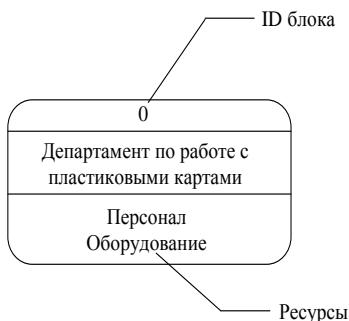 ID блока
0
Департамент по работе с
пластиковыми картами
Персонал
Оборудование
Ресурсы